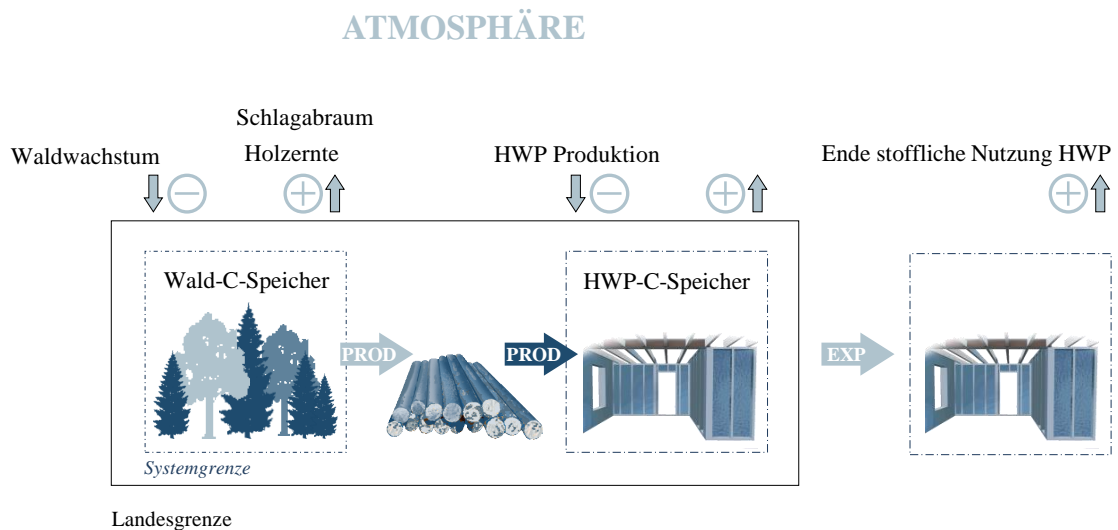 ATMOSPHÄRE
Schlagabraum
Waldwachstum
Holzernte
HWP Produktion
Ende stoffliche Nutzung HWP
Wald-C-Speicher
HWP-C-Speicher
PROD
PROD
EXP
Systemgrenze
Landesgrenze